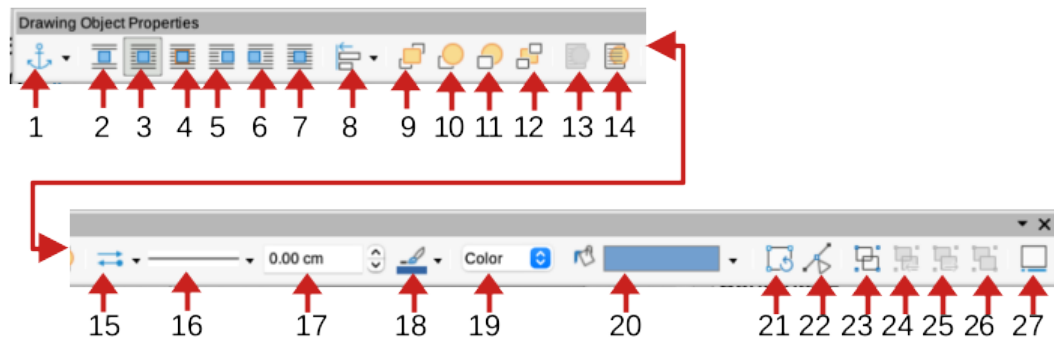 Drawing Object Properties
1 2 3 4 5 6 7 8 9 10 11 12 13 14
0.00 cm Color
15 16 17 18 19 20 21 22 23 24 25 26 27